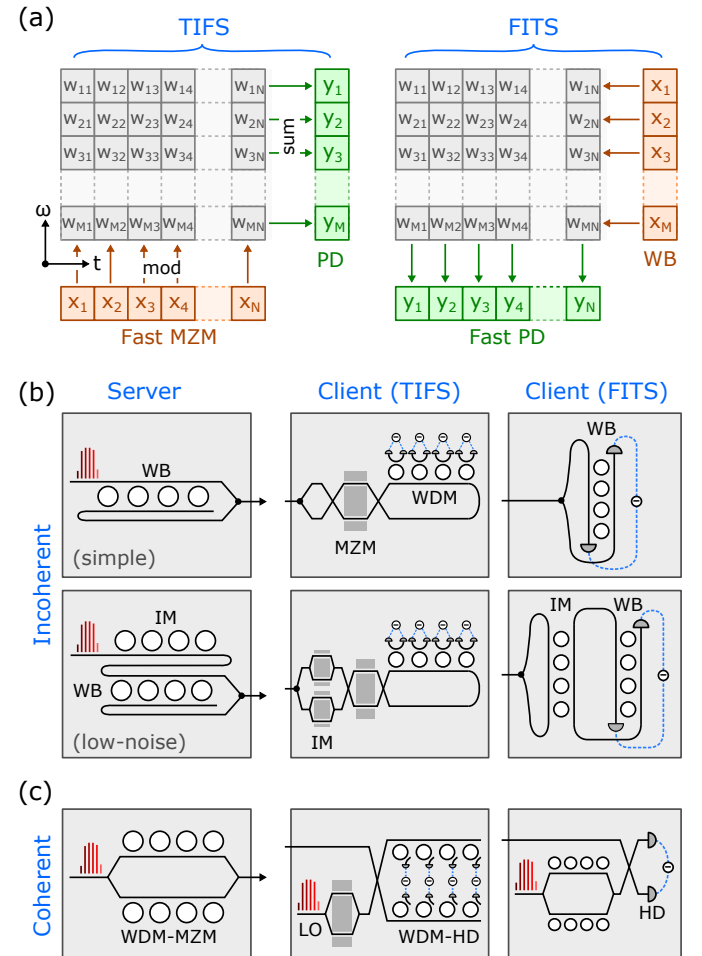 (a)
TIFS
FITS
w11 w12 w13 w14 w1N y1
w11 w12 w13 w14 w1N x1
w21 w22 w23 w24 w2N y2
w21 w22 w23 w24 w2N x2
sum
w31 w32 w33 w34 w3N y3
w31 w32 w33 w34 w3N x3
ω
wM1 wM2 wM3 wM4 wMN yM
wM1 wM2 wM3 wM4 wMN xM
t
mod
PD
WB
x1 x2 x3 x4 xN
y1 y2 y3 y4 yN
Fast MZM
Fast PD
(b)
Server
Client (TIFS)
Client (FITS)
Incoherent
WB
(simple)
MZM
WDM
WB
IM
WB
(low-noise)
IM
IM
WB
(c)
Coherent
WDM-MZM
LO
WDM-HD
HD